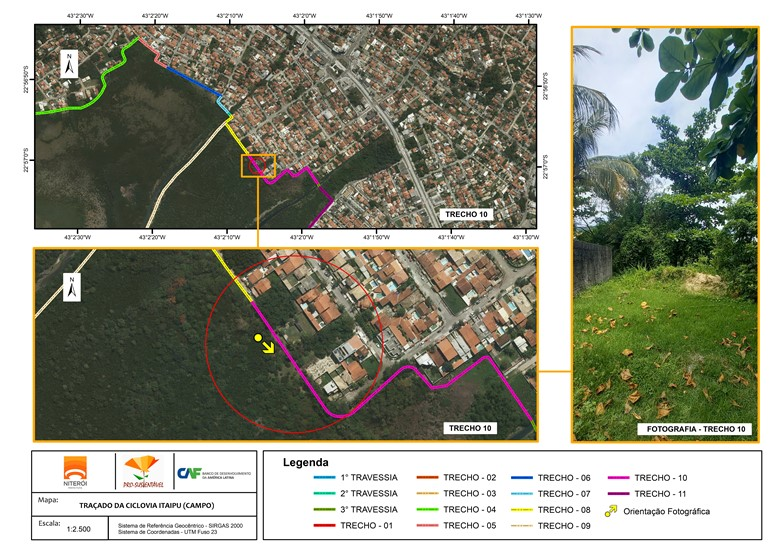 43°2'30"W 43°2'20"W 43°2'10"W 43°2'0"W 43°1'50"W 43°1'40"W 43°1'30"W
N
22°56'50"S
22°56'50"S
22°57'0"S
22°57'0"S
TRECHO 10
43°2'30"W 43°2'20"W 43°2'10"W 43°2'0"W 43°1'50"W 43°1'40"W 43°1'30"W
N
TRECHO 10
FOTOGRAFIA - TRECHO 10
NITERÓI
PRO-SUSTENTÁVEL
CAF BANCO DE DESENVOLVIMENTO
DA AMÉRICA LATINA
Mapa:
TRAÇADO DA CICLOVIA ITAIPU (CAMPO)
Escala:
1:2.500
Sistema de Referência Geocêntrico - SIRGAS 2000
Sistema de Coordenadas - UTM Fuso 23
Legenda
1° TRAVESSIA
2° TRAVESSIA
3° TRAVESSIA
TRECHO - 01
TRECHO - 02
TRECHO - 03
TRECHO - 04
TRECHO - 05
TRECHO - 06
TRECHO - 07
TRECHO - 08
TRECHO - 09
TRECHO - 10
TRECHO - 11
Orientação Fotográfica